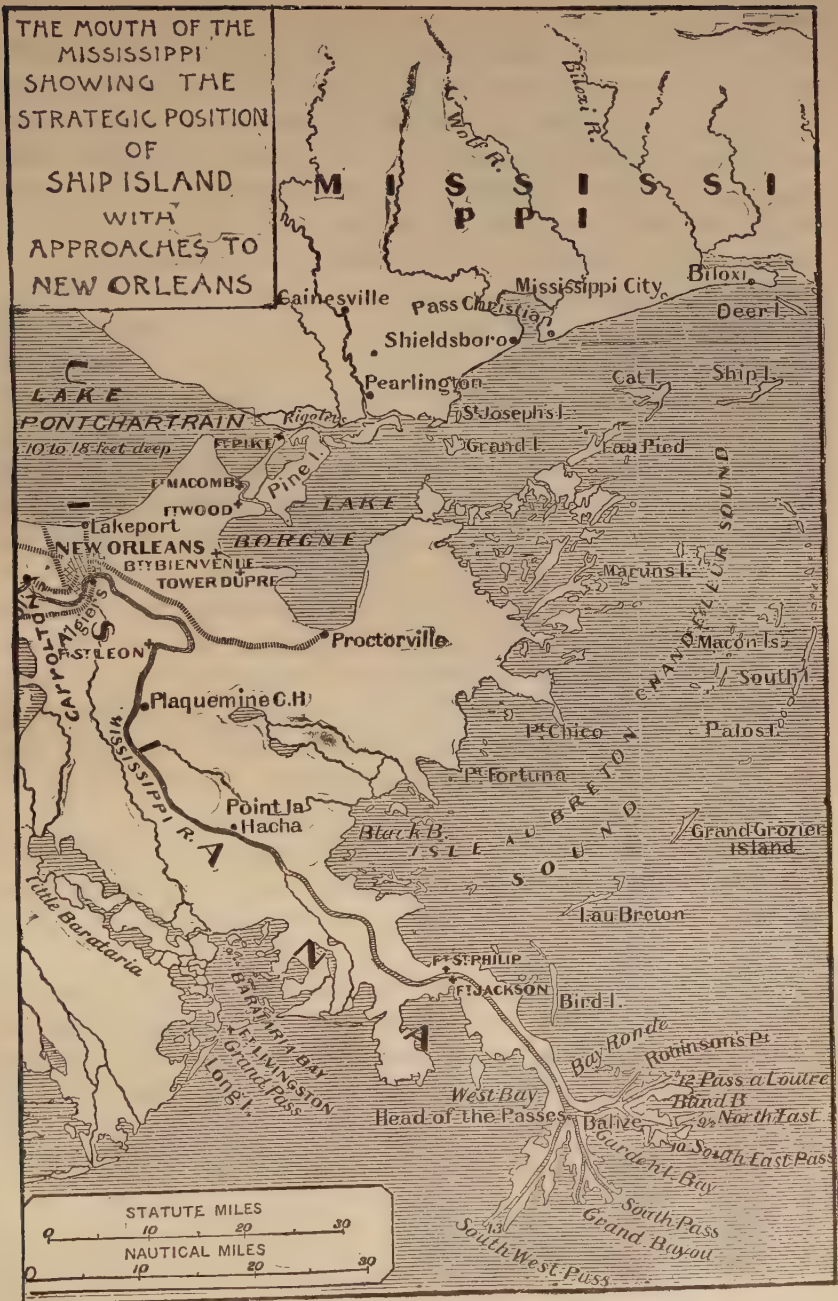 THE MOUTH OF THE
MISSISSIPPI
SHOWING THE
STRATEGIC POSITION
OF
SHIP ISLAND
WITH
APPROACHES TO
NEW ORLEANS
Wolf R.
Biloxi R.
M I S S I S S I
P P I
Gainesville
Pass Christian
Mississippi City
Biloxi
Deer I.
Shieldsboro
Pearlington
Cat I.
Ship I.
LAKE
PONTCHARTRAIN
10 to 18 feet deep
Rigolets
St Joseph's I.
FT PIKE
Pine I.
Grand I.
I au Pied
FT MACOMB
FT WOOD
LAKE
BORGNE
Lakeport
NEW ORLEANS
BTY BIENVENUE
TOWER DUPRE
Maruns I.
CHANDELEUR SOUND
CARROLLTON
Algiers
FT ST LEON
Proctorville
Macon Is.
South I.
Plaquemine C.H
MISSISSIPPI R.
Pt Chico
Palos I.
Pt Fortuna
Point la
Hacha
Black B.
ISLE AU BRETON
SOUND
Grand Grozier
Island
I au Breton
Little Barataria
L O U I S I A N A
FT ST PHILIP
FT JACKSON
Bird I.
BARATARIA BAY
FT LIVINGSTON
Grand Pass
Long I.
Bay Ronde
Robinson's Pt
West Bay
12 Pass a Loutre
Blind B
Head of the Passes
Balize
9½ North East
10 South East Pass
Garden I. Bay
South Pass
Grand Bayou
13
South West Pass
STATUTE MILES
0 10 20 30
NAUTICAL MILES
0 10 20 30